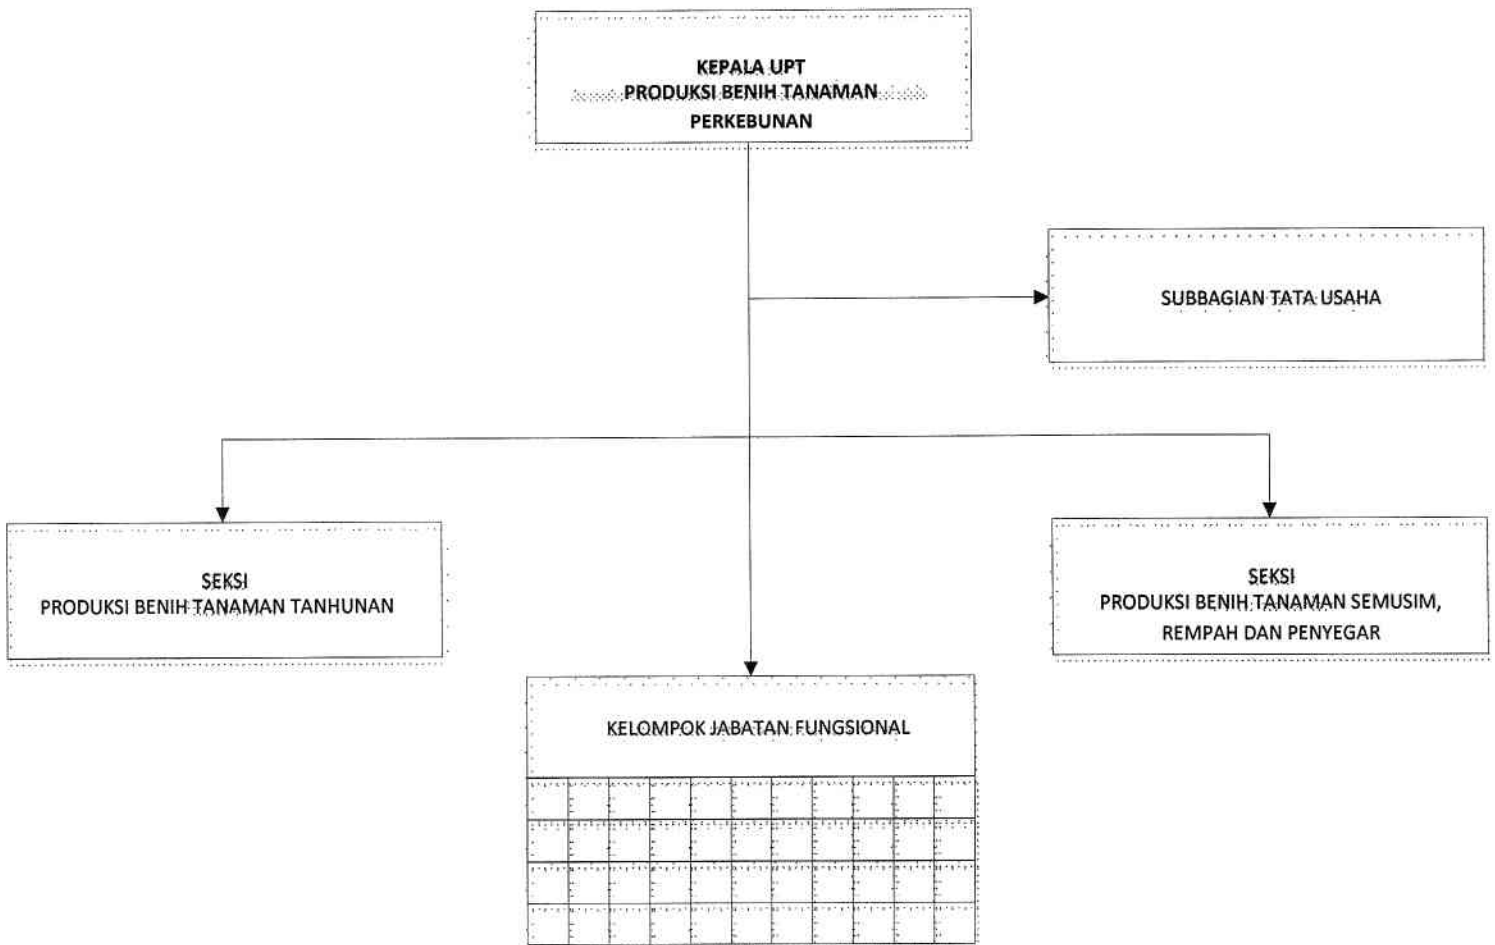 KEPALA UPT
PRODUKSI BENIH TANAMAN
PERKEBUNAN
SUBBAGIAN TATA USAHA
SEKSI
PRODUKSI BENIH TANAMAN TANHUNAN
SEKSI
PRODUKSI BENIH TANAMAN SEMUSIM,
REMPAH DAN PENYEGAR
KELOMPOK JABATAN FUNGSIONAL